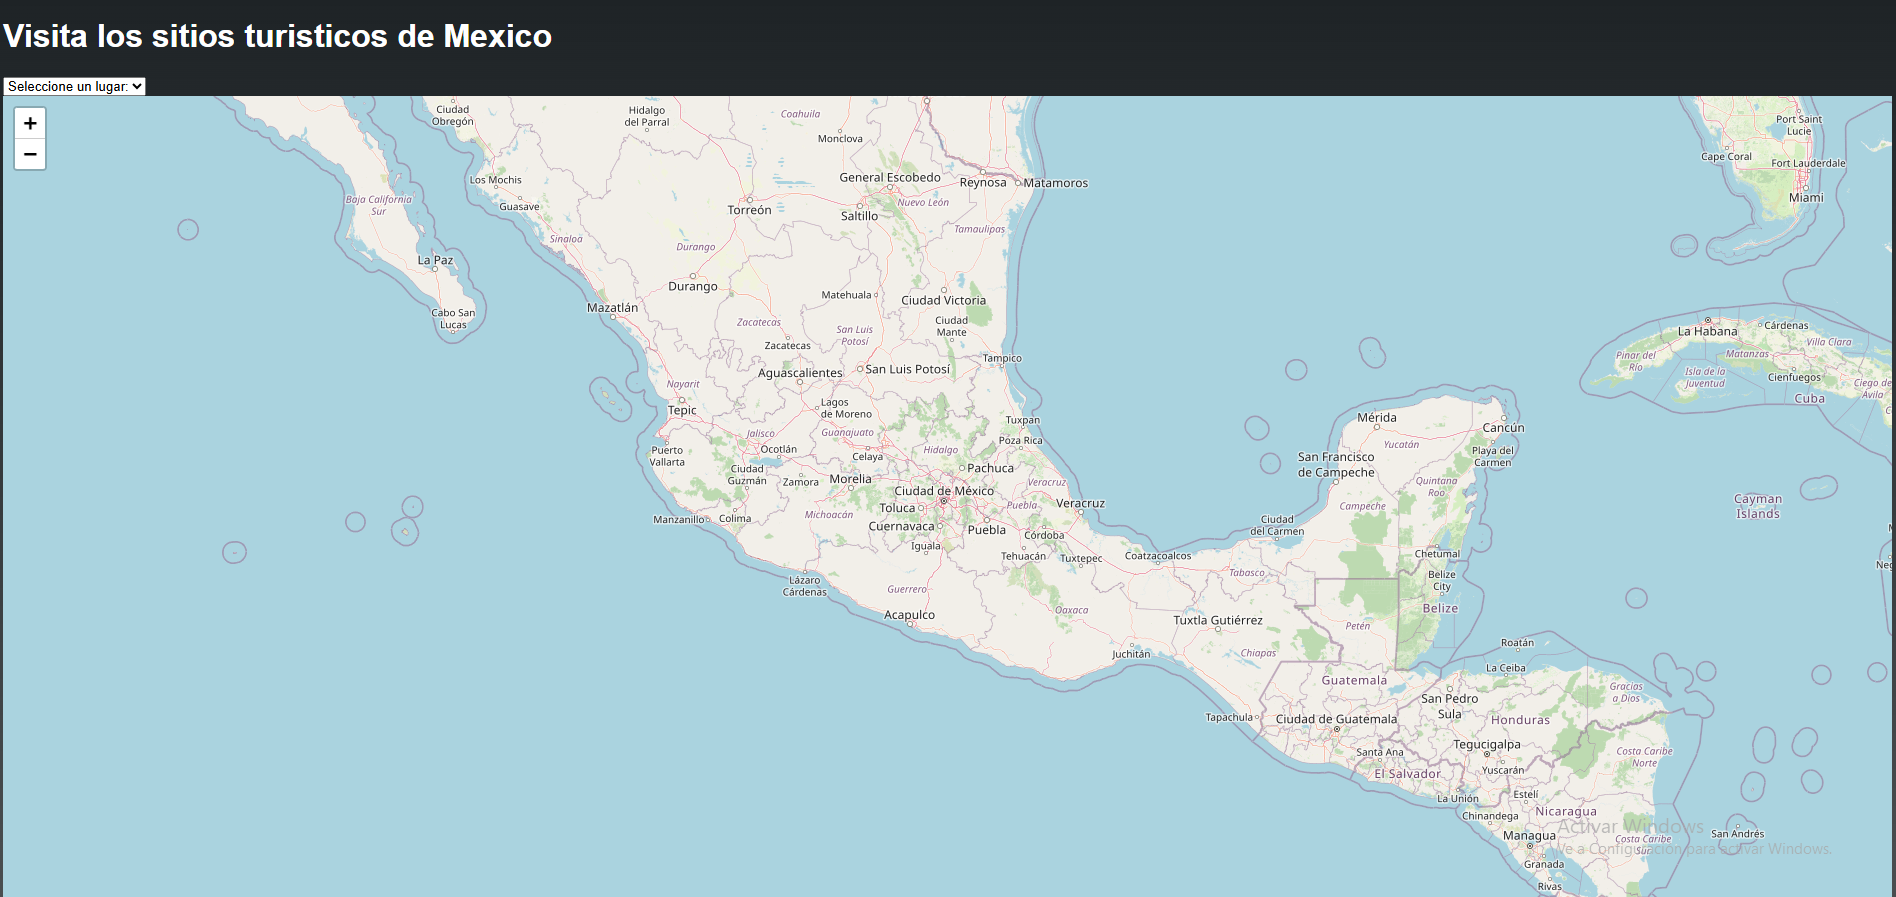 Visita los sitios turisticos de Mexico
Seleccione un lugar:
+
−
Ciudad
Obregón
Hidalgo
del Parral
Coahuila
Monclova
Port Saint
Lucie
Cape Coral
Fort Lauderdale
Miami
Los Mochis
Guasave
Baja California
Sur
General Escobedo
Reynosa
Matamoros
Torreón
Saltillo
Nuevo León
Tamaulipas
Sinaloa
Durango
La Paz
Durango
Matehuala
Ciudad Victoria
Mazatlán
Cabo San
Lucas
Zacatecas
San Luis
Potosí
Ciudad
Mante
Zacatecas
Tampico
Aguascalientes
San Luis Potosí
La Habana
Cárdenas
Pinar del
Río
Matanzas
Villa Clara
Isla de la
Juventud
Cienfuegos
Ciego de
Ávila
Cuba
Nayarit
Tepic
Lagos
de Moreno
Tuxpan
Mérida
Cancún
Jalisco
Guanajuato
Poza Rica
Yucatán
Puerto
Vallarta
Ocotlán
Celaya
Hidalgo
San Francisco
de Campeche
Playa del
Carmen
Ciudad
Guzmán
Zamora
Morelia
Pachuca
Ciudad de México
Veracruz
Quintana
Roo
Toluca
Puebla
Veracruz
Campeche
Cayman
Islands
Manzanillo
Colima
Michoacán
Cuernavaca
Puebla
Córdoba
Ciudad
del Carmen
Iguala
Tehuacán
Tuxtepec
Coatzacoalcos
Chetumal
Lázaro
Cárdenas
Guerrero
Tabasco
Belize
City
Neg
Acapulco
Oaxaca
Tuxtla Gutiérrez
Petén
Belize
Juchitán
Chiapas
Roatán
La Ceiba
Guatemala
Gracias
a Dios
San Pedro
Sula
Tapachula
Ciudad de Guatemala
Honduras
Santa Ana
Tegucigalpa
Costa Caribe
Norte
El Salvador
Yuscarán
La Unión
Estelí
Chinandega
Nicaragua
Managua
Costa Caribe
Sur
San Andrés
Granada
Rivas
Activar Windows
Ve a Configuración para activar Windows.